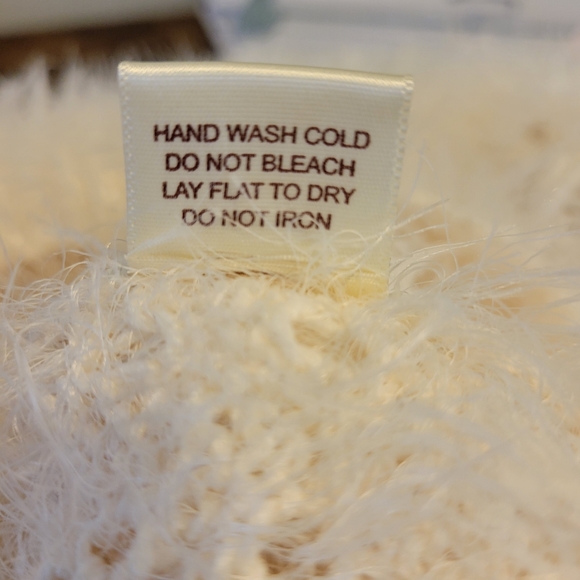 HAND WASH COLD
DO NOT BLEACH
LAY FLAT TO DRY
DO NOT IRON